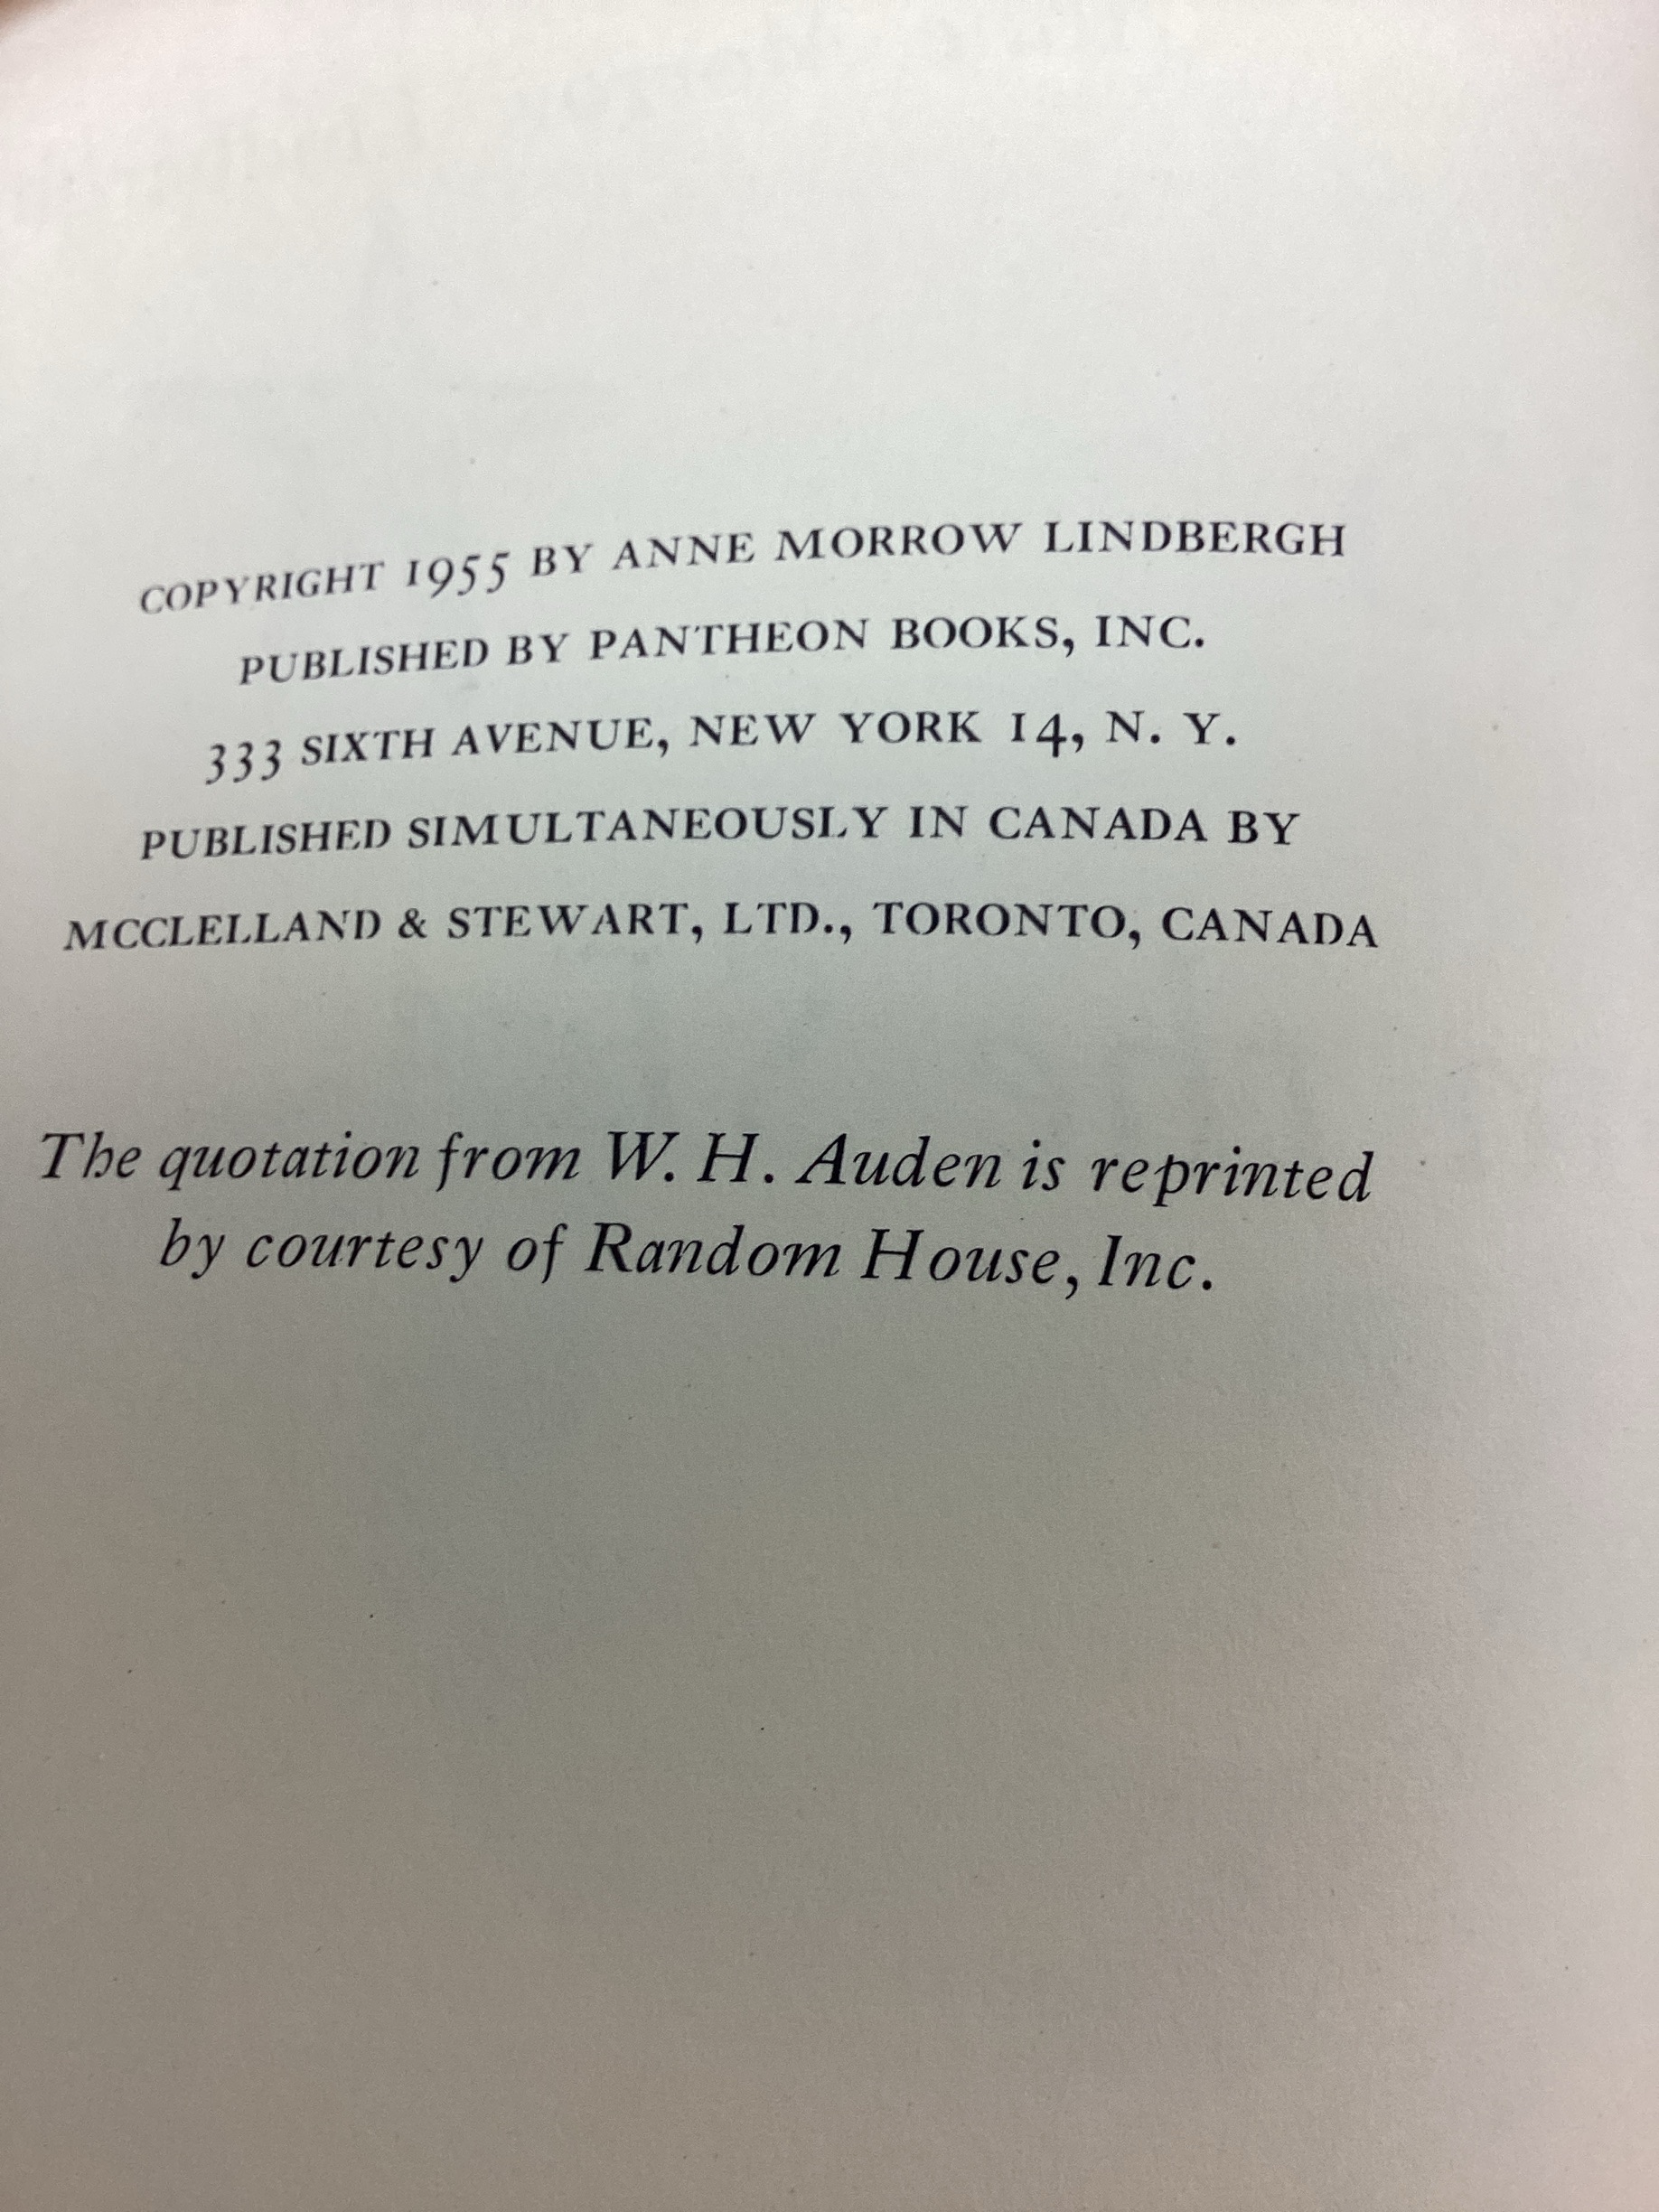 COPYRIGHT 1955 BY ANNE MORROW LINDBERGH
PUBLISHED BY PANTHEON BOOKS, INC.
333 SIXTH AVENUE, NEW YORK 14, N. Y.
PUBLISHED SIMULTANEOUSLY IN CANADA BY
MCCLELLAND & STEWART, LTD., TORONTO, CANADA
The quotation from W. H. Auden is reprinted
by courtesy of Random House, Inc.